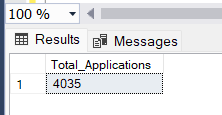 100 %
Results Messages
Total_Applications
1 4035